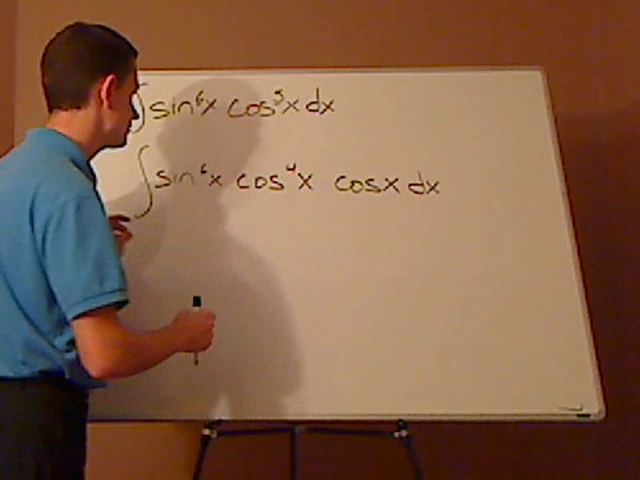 ∫sin⁶x cos⁵x dx
∫sin⁶x cos⁴x cosx dx